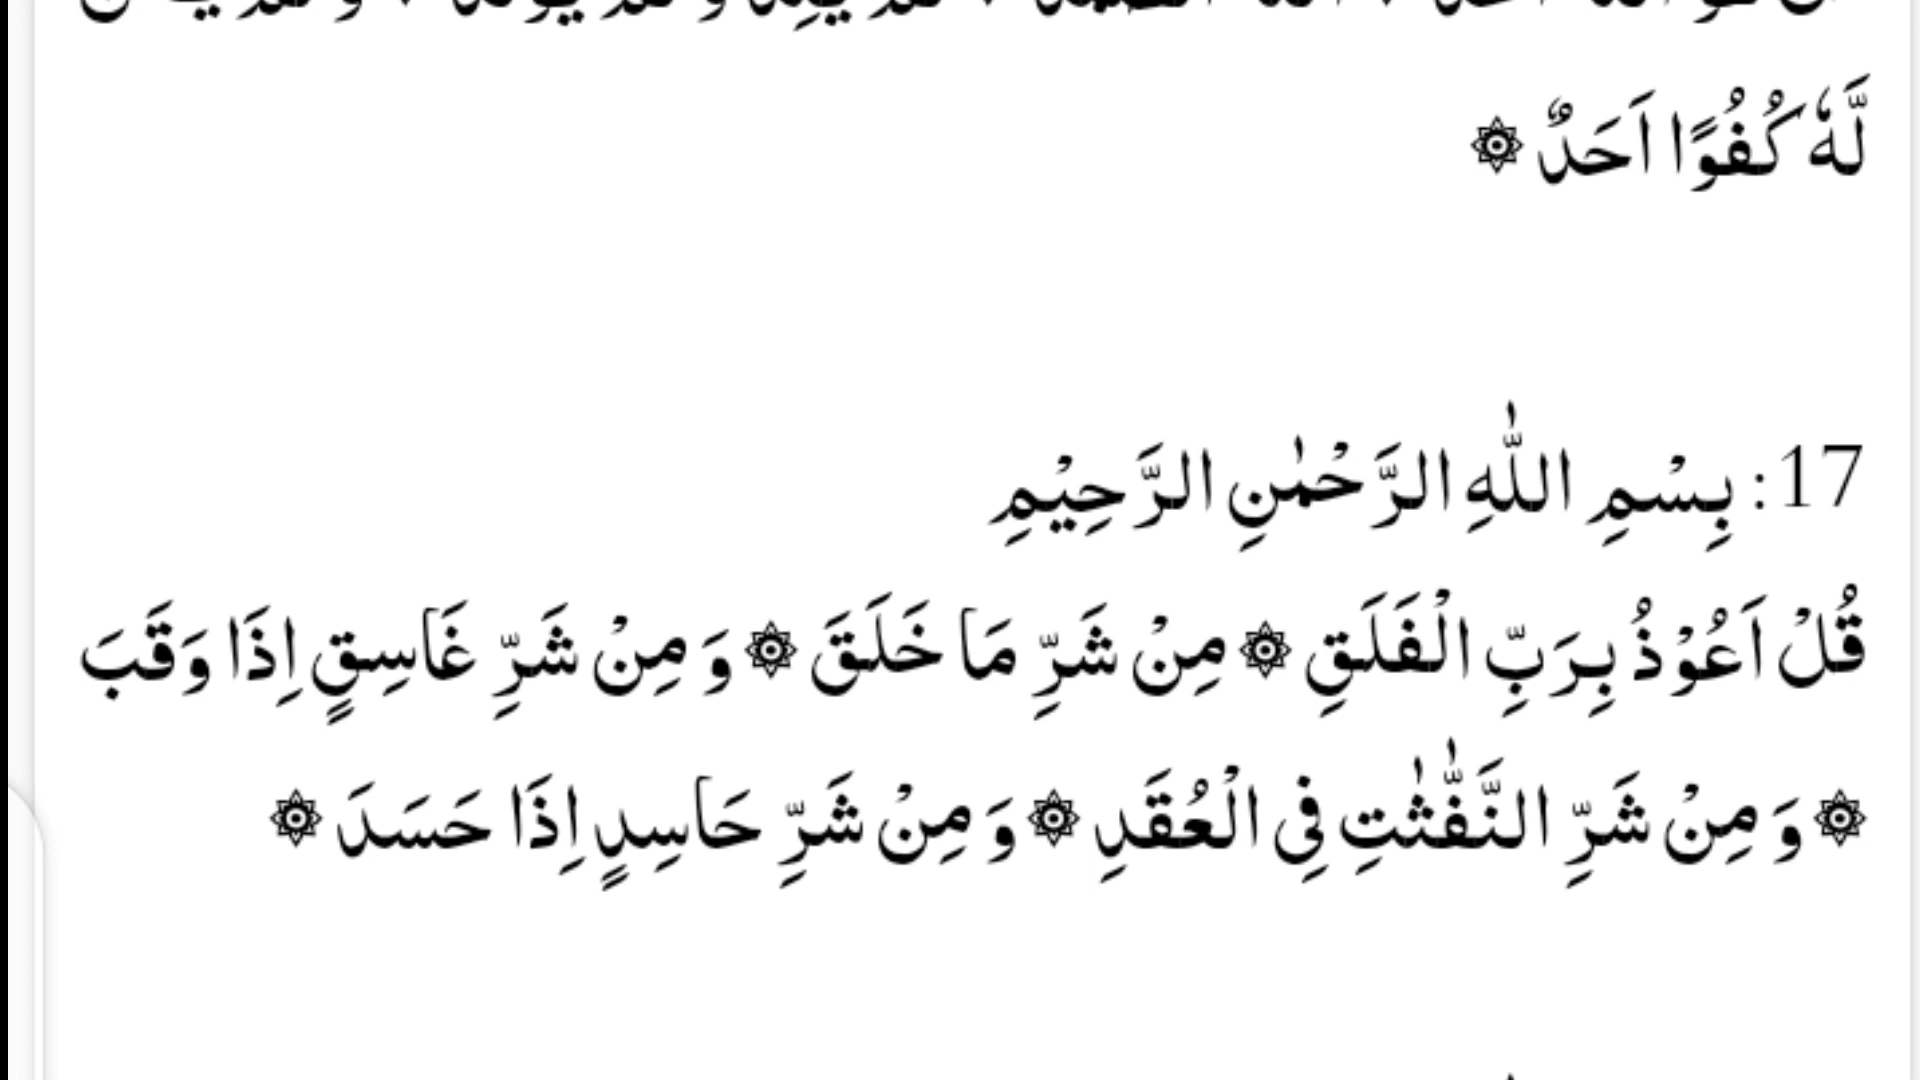 لَّهٗ كُفُوًا اَحَدٌ ۞
17: بِسْمِ اللّٰهِ الرَّحْمٰنِ الرَّحِيْمِ
قُلْ اَعُوْذُ بِرَبِّ الْفَلَقِ ۞ مِنْ شَرِّ مَا خَلَقَ ۞ وَ مِنْ شَرِّ غَاسِقٍ اِذَا وَقَبَ
۞ وَ مِنْ شَرِّ النَّفّٰثٰتِ فِى الْعُقَدِ ۞ وَ مِنْ شَرِّ حَاسِدٍ اِذَا حَسَدَ ۞